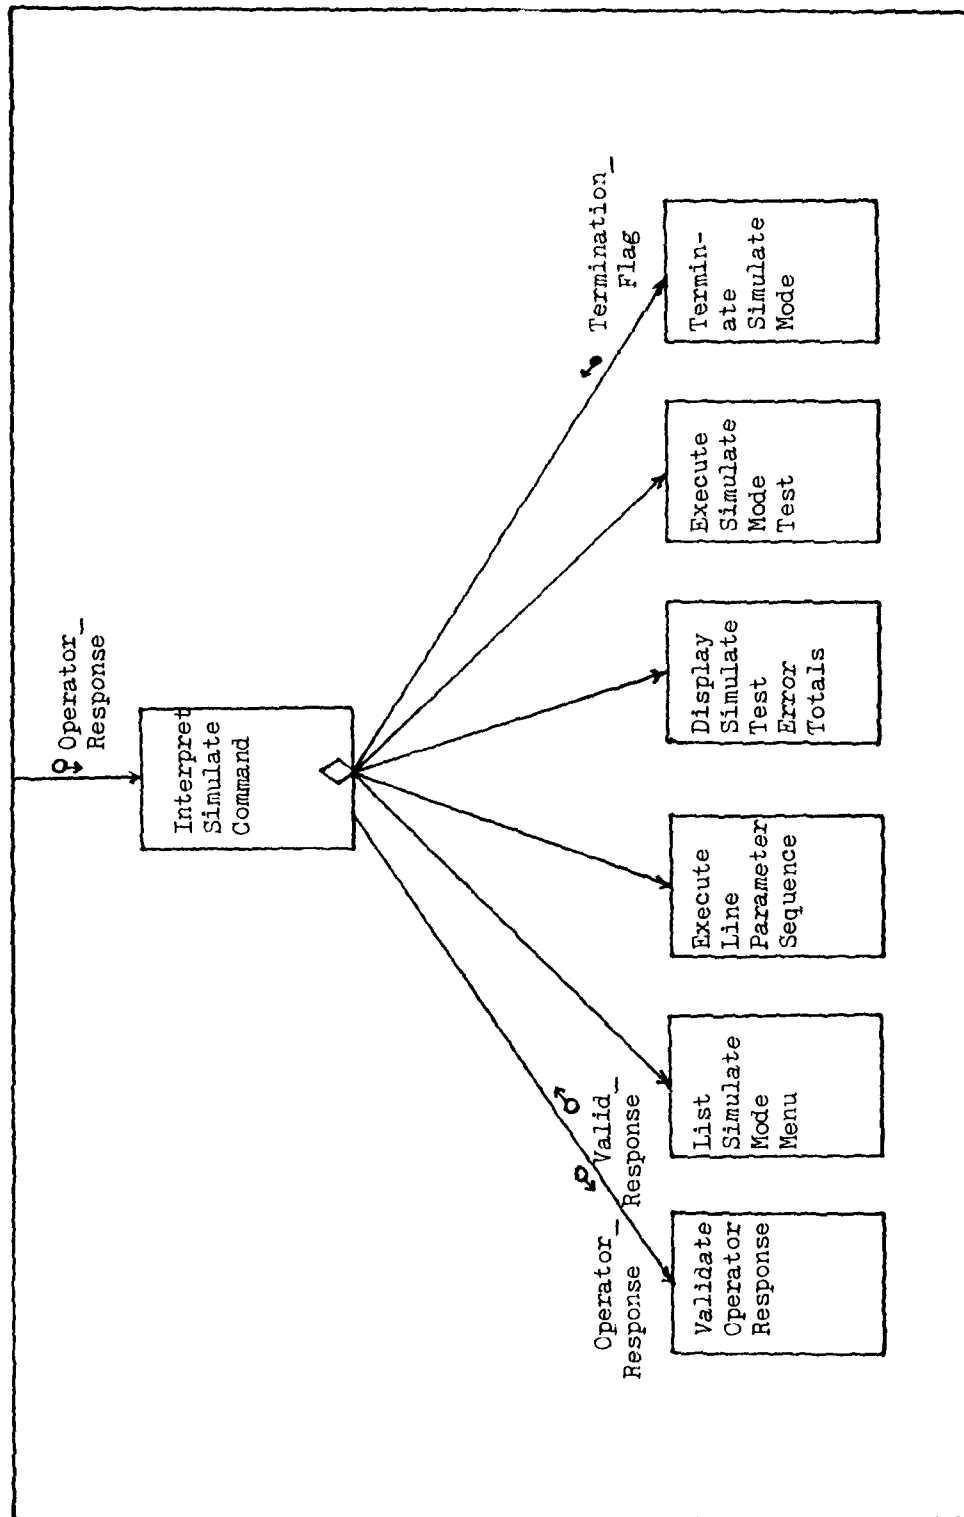 Operator_
Response
Interpret
Simulate
Command
Operator_
Response
Valid_
Response
Termination_
Flag
Validate
Operator
Response
List
Simulate
Mode
Menu
Execute
Line
Parameter
Sequence
Display
Simulate
Test
Error
Totals
Execute
Simulate
Mode
Test
Termin-
ate
Simulate
Mode